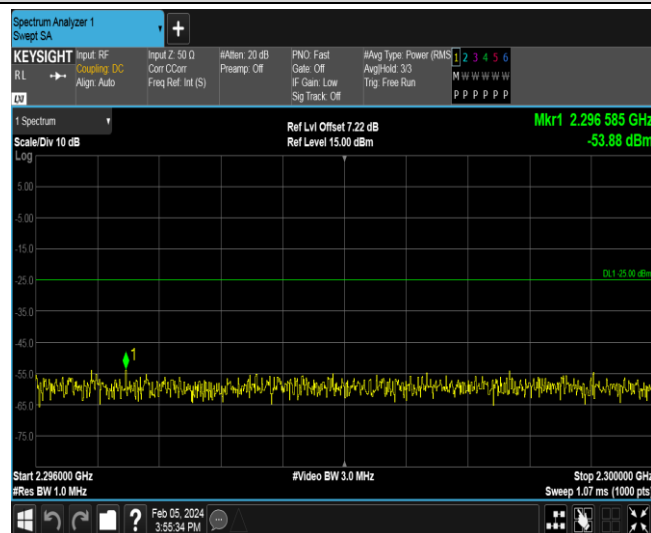 Spectrum Analyzer 1
Swept SA
+
KEYSIGHT
RL
LXI
Input: RF
Coupling: DC
Align: Auto
Input Z: 50 Ω
Corr CCorr
Freq Ref: Int (S)
#Atten: 20 dB
Preamp: Off
PNO: Fast
Gate: Off
IF Gain: Low
Sig Track: Off
#Avg Type: Power (RMS
Avg|Hold: 3/3
Trig: Free Run
1 2 3 4 5 6
M W W W W W
P P P P P P
1 Spectrum
Scale/Div 10 dB
Log
Ref Lvl Offset 7.22 dB
Ref Level 15.00 dBm
Mkr1 2.296 585 GHz
-53.88 dBm
5.00
-5.00
-15.0
-25.0
DL1 -25.00 dBm
-35.0
-45.0
1
-55.0
-65.0
-75.0
Start 2.296000 GHz
#Res BW 1.0 MHz
#Video BW 3.0 MHz
Stop 2.300000 GHz
Sweep 1.07 ms (1000 pts)
?
Feb 05, 2024
3:55:34 PM